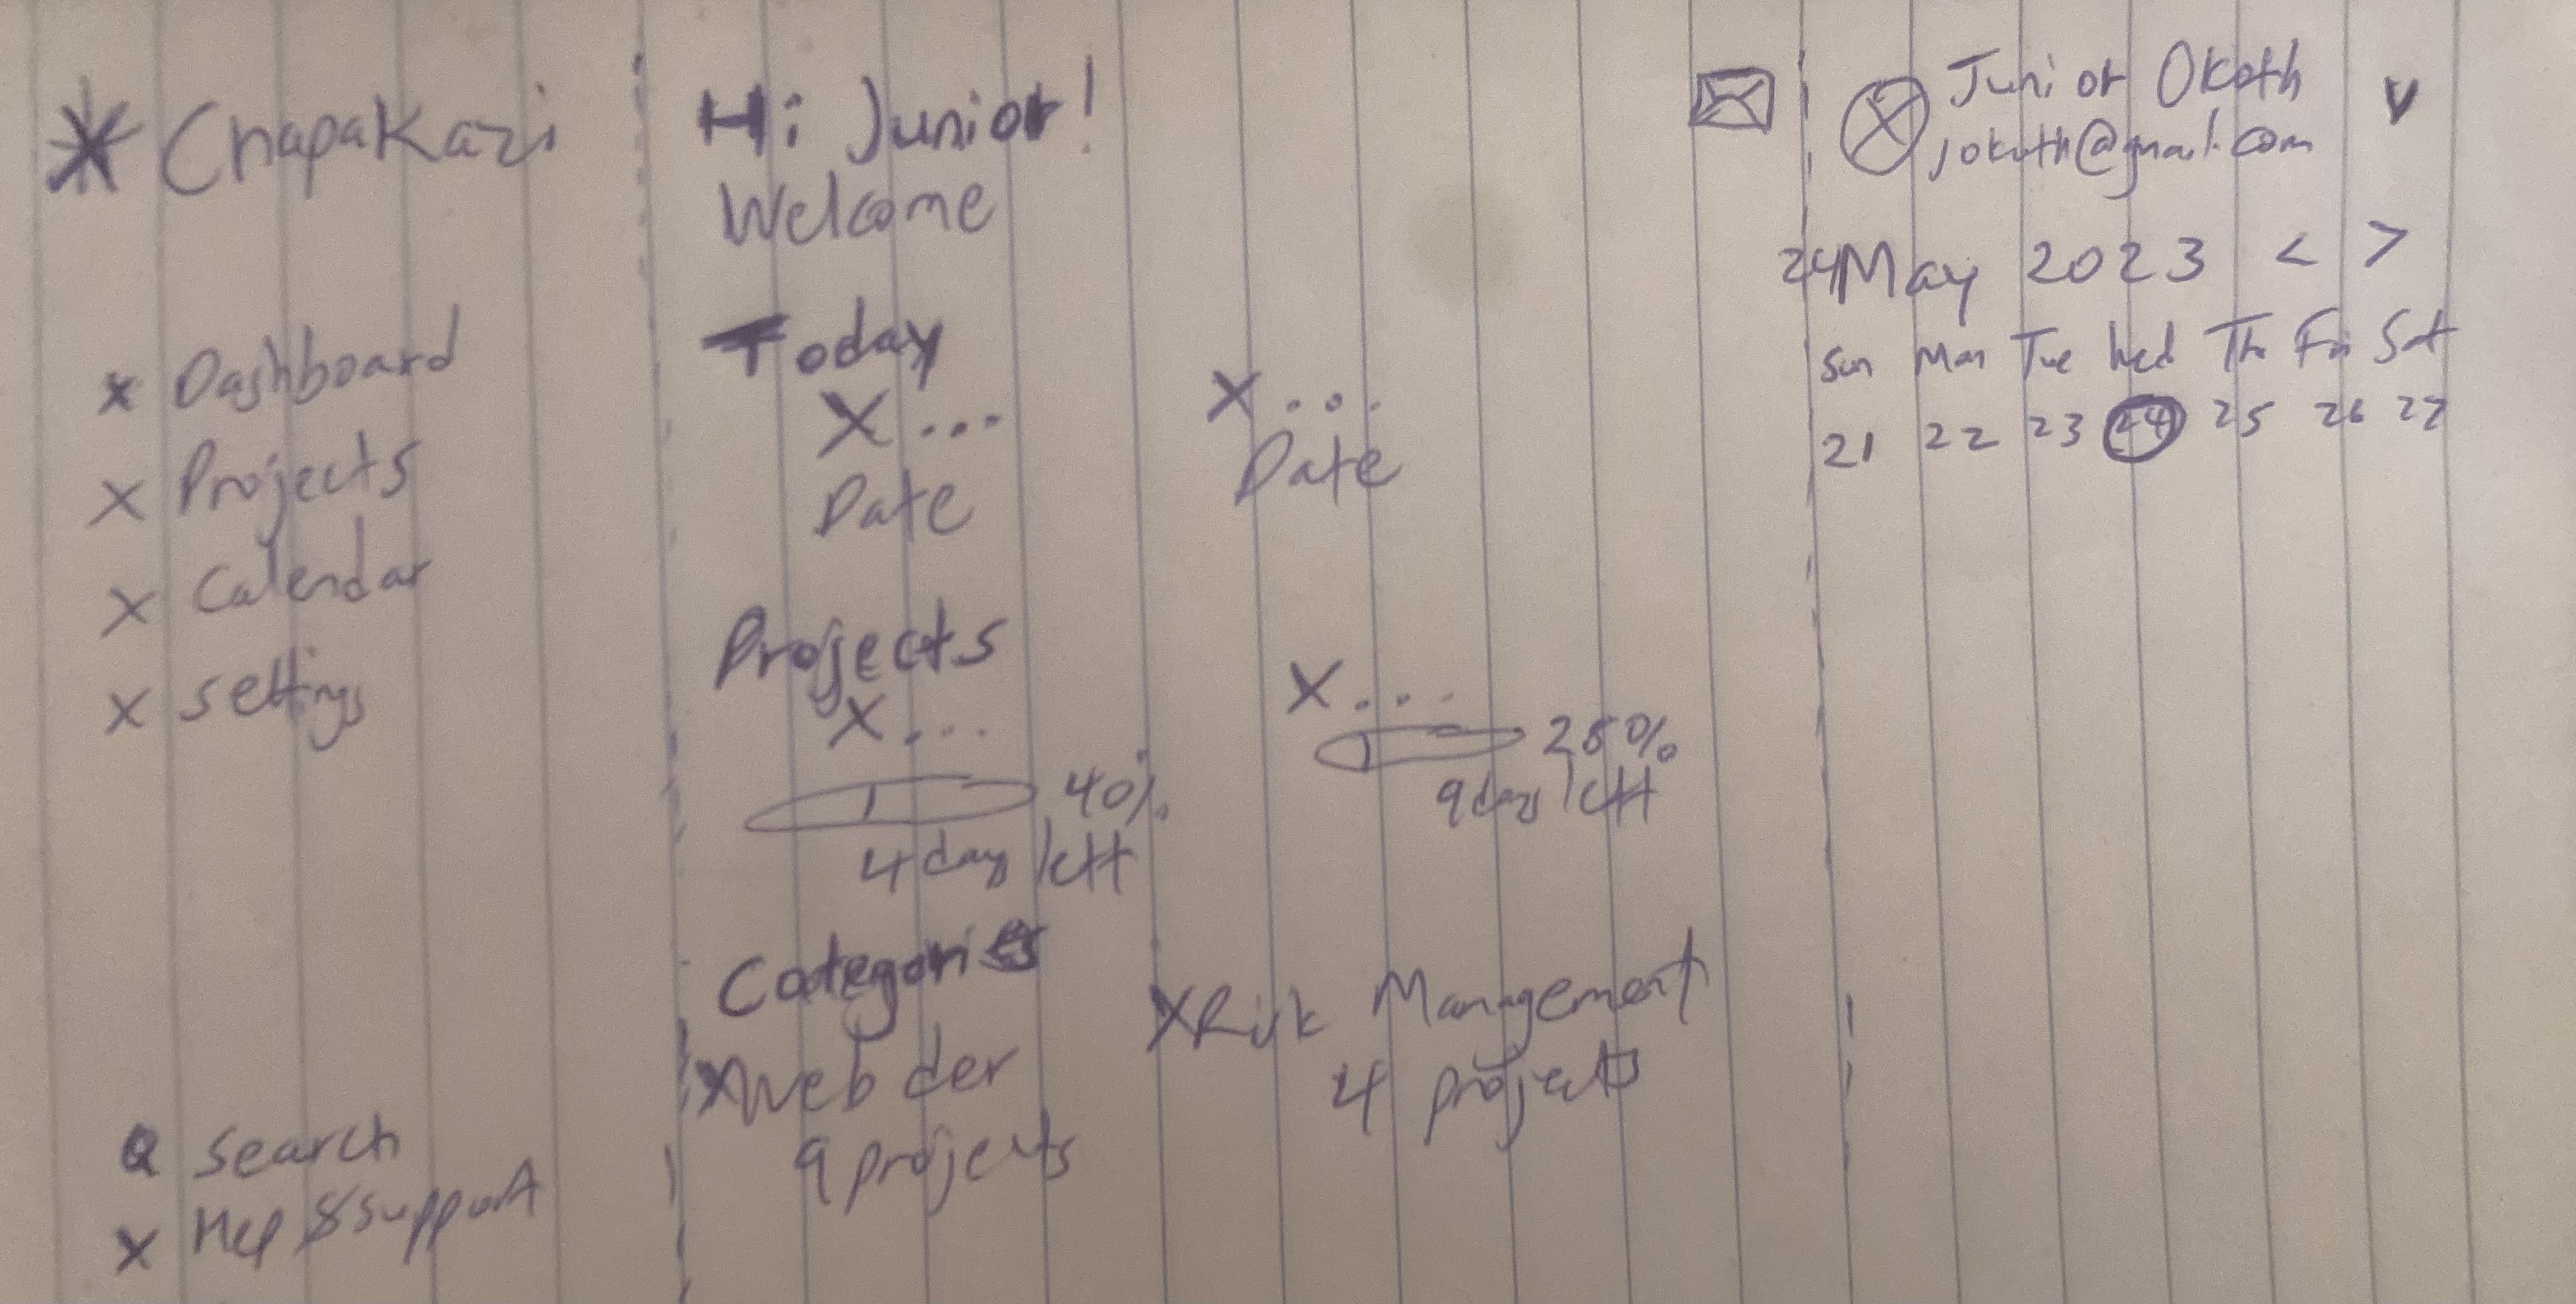 ChapaKazi
Dashboard
Projects
Calendar
Settings
Search
Help & Support
Hi Junior!
Welcome
Today
X... X...
Date Date
Projects
X... X...
40% 25%
4 day left 9 day left
Categories
Web dev Risk Management
9 projects 4 projects
Junior Okoth
jokoth@gmail.com
24 May 2023 < >
Sun Mon Tue Wed Th Fri Sat
21 22 23 24 25 26 27